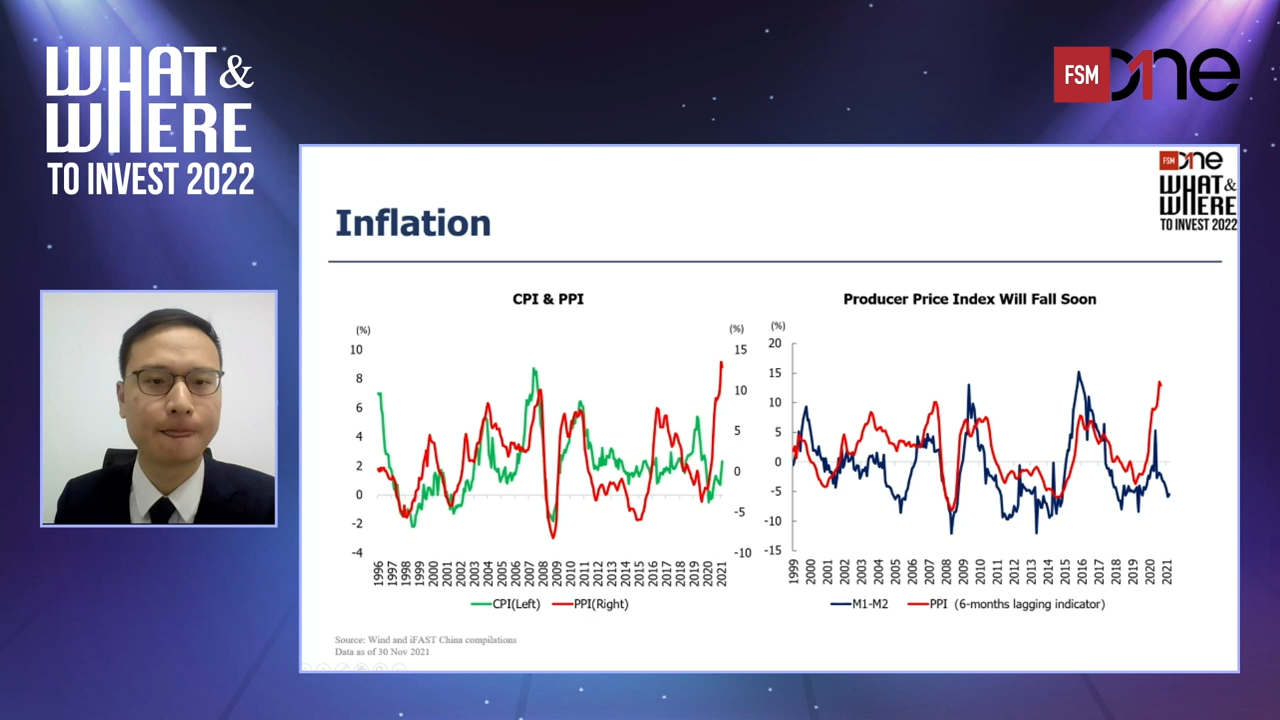 WHAT &
WHERE
TO INVEST 2022
FSM one
FSM one
WHAT &
WHERE
TO INVEST 2022
Inflation
CPI & PPI
(%)
(%)
10
8
6
4
2
0
-2
-4
15
10
5
0
-5
-10
1996 1997 1998 1999 2000 2001 2002 2003 2004 2005 2006 2007 2008 2009 2010 2011 2012 2013 2014 2015 2016 2017 2018 2019 2020 2021
CPI(Left) PPI(Right)
Producer Price Index Will Fall Soon
(%)
20
15
10
5
0
-5
-10
-15
1999 2000 2001 2002 2003 2004 2005 2006 2007 2008 2009 2010 2011 2012 2013 2014 2015 2016 2017 2018 2019 2020 2021
M1-M2 PPI (6-months lagging indicator)
Source: Wind and iFAST China compilations
Data as of 30 Nov 2021